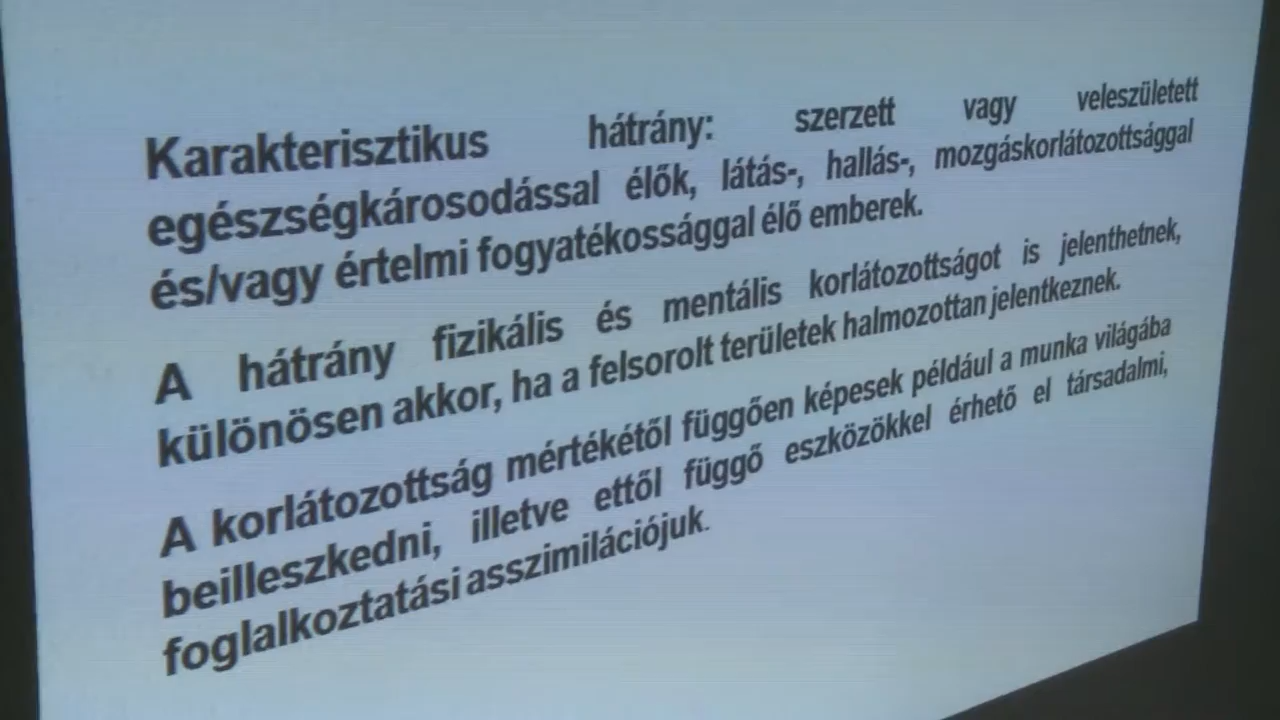 Karakterisztikus hátrány: szerzett vagy veleszületett
egészségkárosodással élők, látás-, hallás-, mozgáskorlátozottsággal
és/vagy értelmi fogyatékossággal élő emberek.
A hátrány fizikális és mentális korlátozottságot is jelenthetnek,
különösen akkor, ha a felsorolt területek halmozottan jelentkeznek.
A korlátozottság mértékétől függően képesek például a munka világába
beilleszkedni, illetve ettől függő eszközökkel érhető el társadalmi,
foglalkoztatási asszimilációjuk.